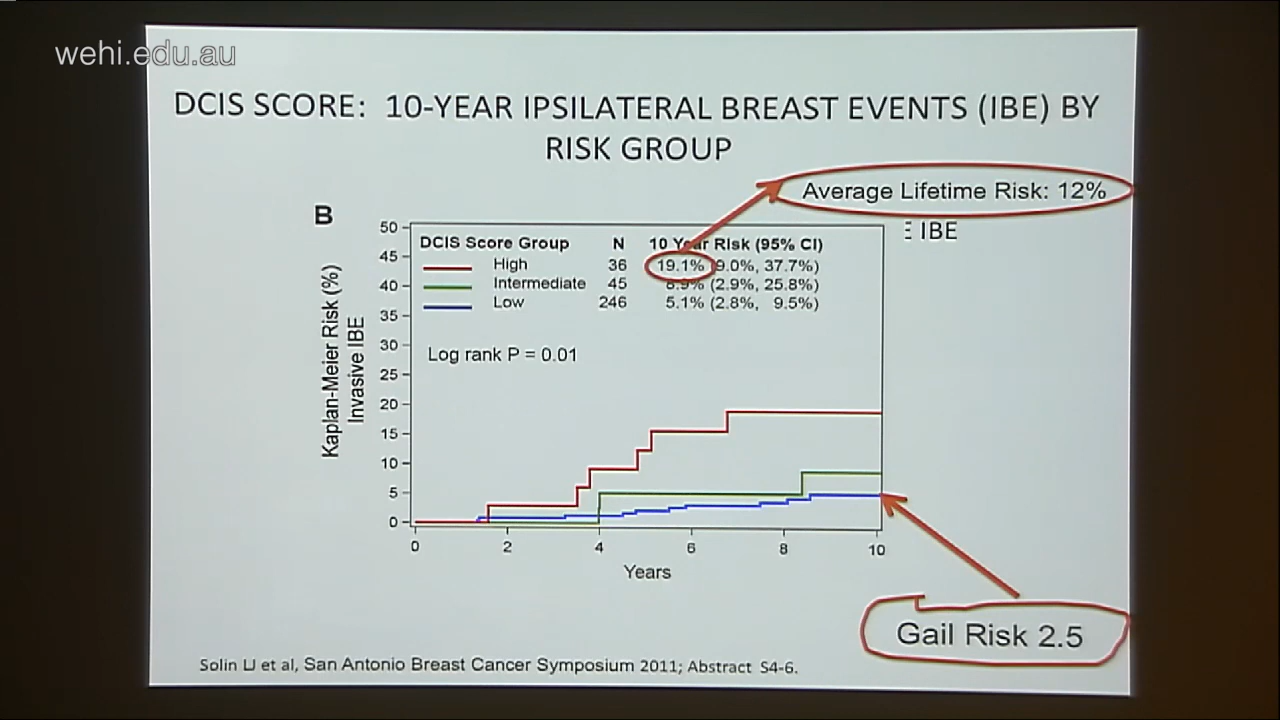 wehi.edu.au
DCIS SCORE: 10-YEAR IPSILATERAL BREAST EVENTS (IBE) BY
RISK GROUP
Average Lifetime Risk: 12%
IBE
B
DCIS Score Group N 10 Year Risk (95% CI)
High 36 19.1% (9.0%, 37.7%)
Intermediate 45 8.9% (2.9%, 25.8%)
Low 246 5.1% (2.8%, 9.5%)
Log rank P = 0.01
Kaplan-Meier Risk (%)
Invasive IBE
50
45
40
35
30
25
20
15
10
5
0
0 2 4 6 8 10
Years
Gail Risk 2.5
Solin LJ et al, San Antonio Breast Cancer Symposium 2011; Abstract S4-6.